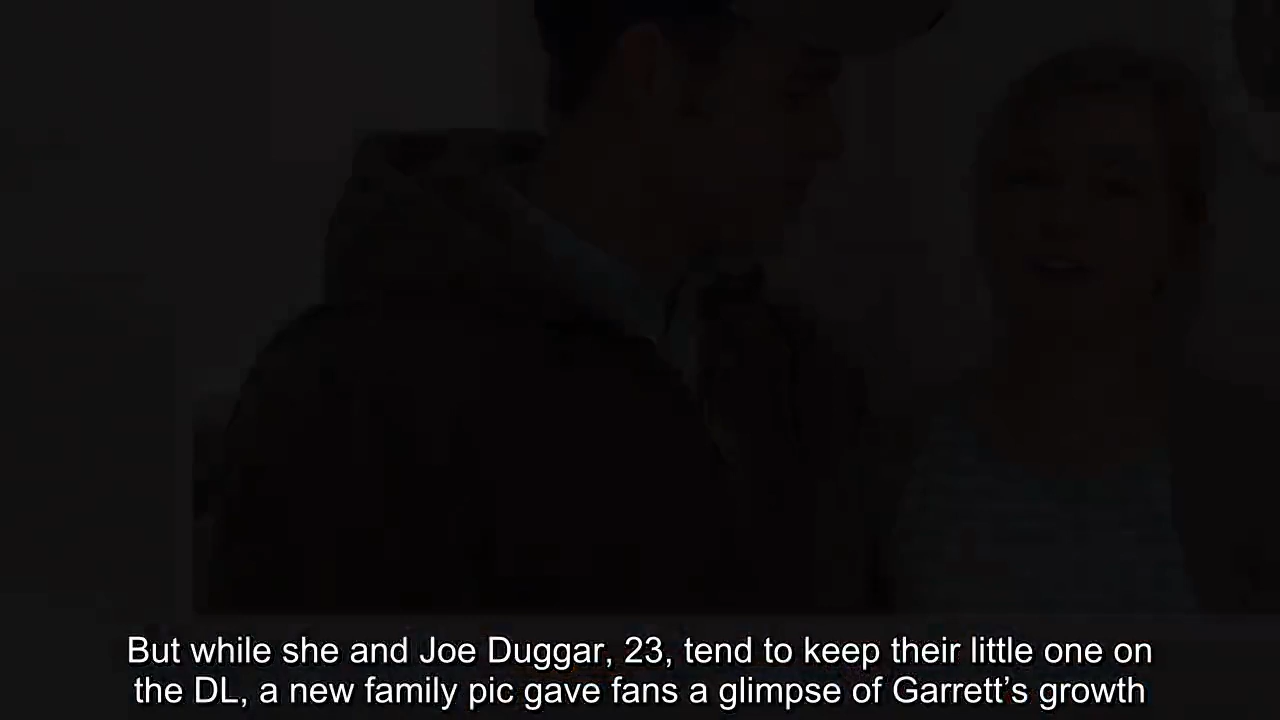 But while she and Joe Duggar, 23, tend to keep their little one on
the DL, a new family pic gave fans a glimpse of Garrett’s growth